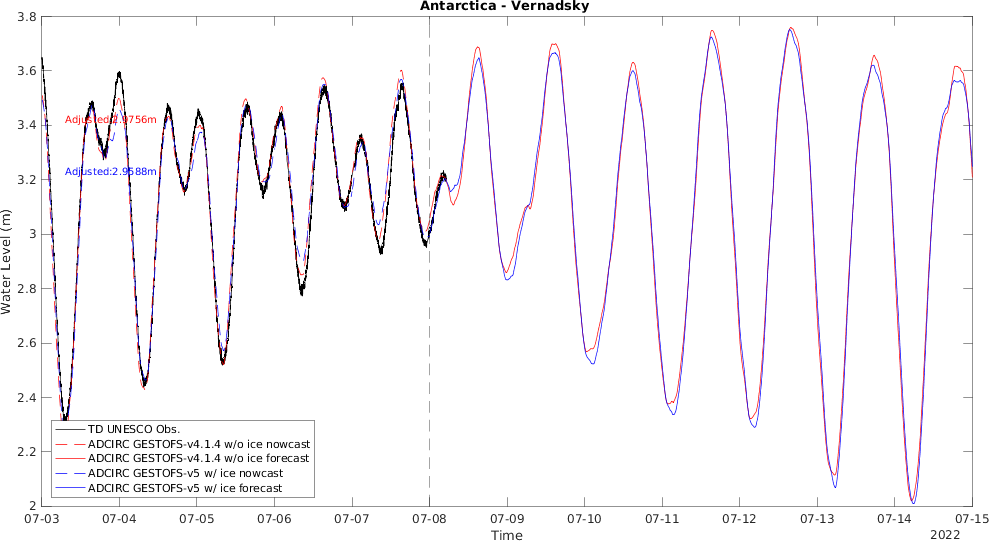 Antarctica - Vernadsky
3.8
3.6
3.4
3.2
3
2.8
2.6
2.4
2.2
2
Water Level (m)
Adjusted:2.9756m
Adjusted:2.9588m
TD UNESCO Obs.
ADCIRC GESTOFS-v4.1.4 w/o ice nowcast
ADCIRC GESTOFS-v4.1.4 w/o ice forecast
ADCIRC GESTOFS-v5 w/ ice nowcast
ADCIRC GESTOFS-v5 w/ ice forecast
07-03 07-04 07-05 07-06 07-07 07-08 07-09 07-10 07-11 07-12 07-13 07-14 07-15
Time
2022